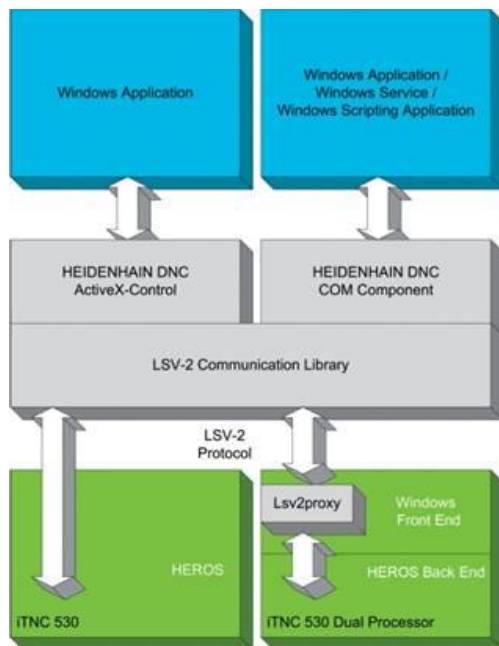 Windows Application
Windows Application /
Windows Service /
Windows Scripting Application
HEIDENHAIN DNC
ActiveX-Control
HEIDENHAIN DNC
COM Component
LSV-2 Communication Library
LSV-2
Protocol
Lsv2proxy
Windows
Front End
HEROS
HEROS Back End
iTNC 530
iTNC 530 Dual Processor